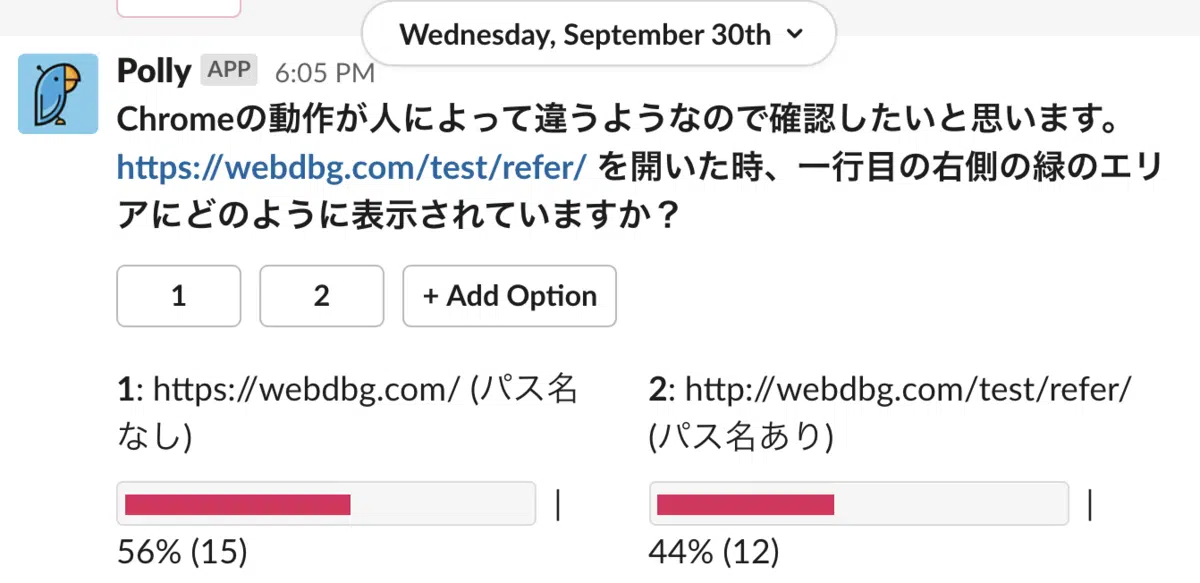 Wednesday, September 30th
Polly APP 6:05 PM
Chromeの動作が人によって違うようなので確認したいと思います。
https://webdbg.com/test/refer/ を開いた時、一行目の右側の緑のエリ
アにどのように表示されていますか？
1 2 + Add Option
1: https://webdbg.com/ (パス名
なし)
2: http://webdbg.com/test/refer/
(パス名あり)
|
56% (15)
|
44% (12)